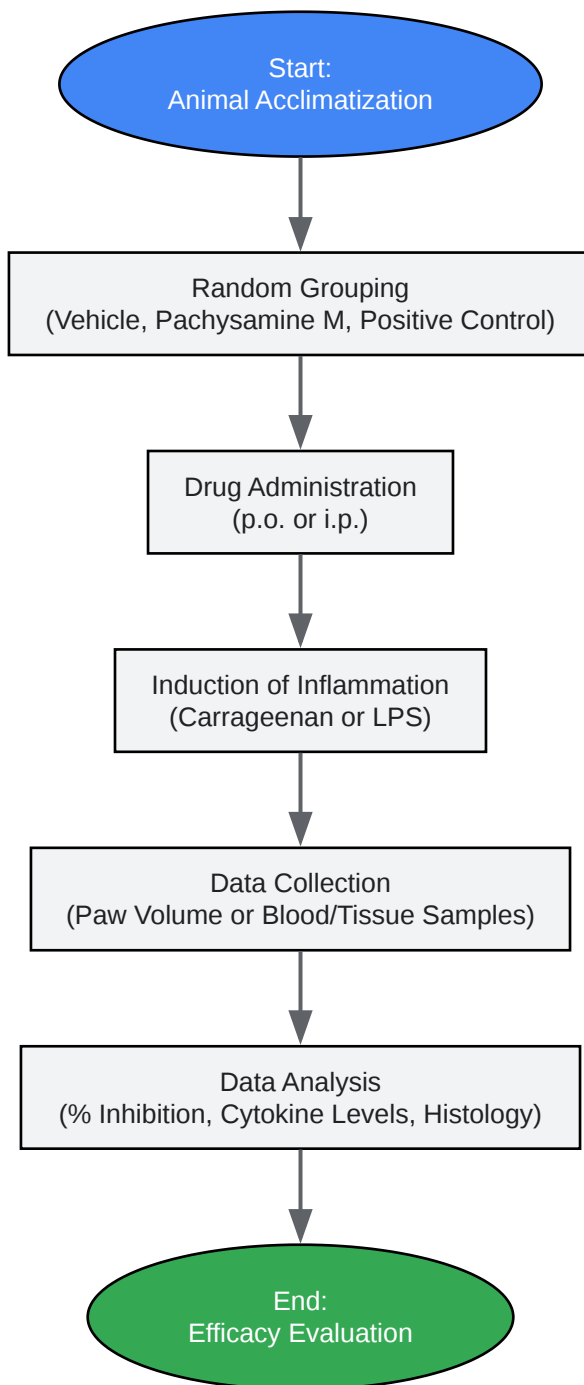 Start:
Animal Acclimatization
Random Grouping
(Vehicle, Pachysamine M, Positive Control)
Drug Administration
(p.o. or i.p.)
Induction of Inflammation
(Carrageenan or LPS)
Data Collection
(Paw Volume or Blood/Tissue Samples)
Data Analysis
(% Inhibition, Cytokine Levels, Histology)
End:
Efficacy Evaluation